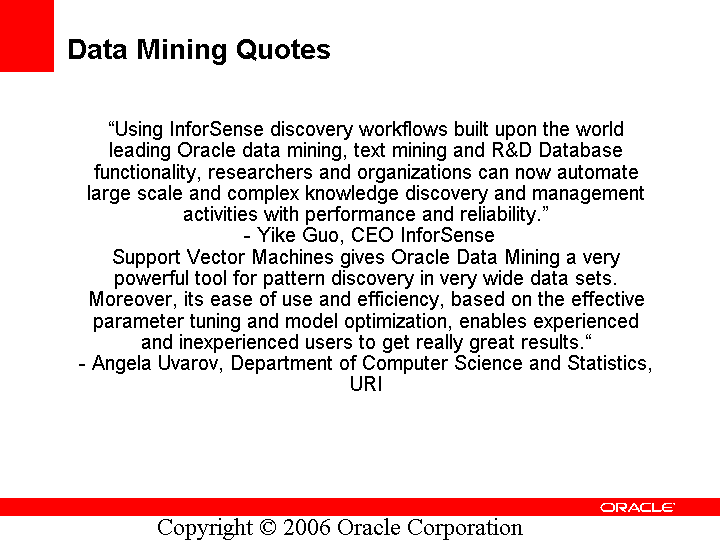 Data Mining Quotes
“Using InforSense discovery workflows built upon the world
leading Oracle data mining, text mining and R&D Database
functionality, researchers and organizations can now automate
large scale and complex knowledge discovery and management
activities with performance and reliability.”
- Yike Guo, CEO InforSense
Support Vector Machines gives Oracle Data Mining a very
powerful tool for pattern discovery in very wide data sets.
Moreover, its ease of use and efficiency, based on the effective
parameter tuning and model optimization, enables experienced
and inexperienced users to get really great results.“
- Angela Uvarov, Department of Computer Science and Statistics,
URI
ORACLE
Copyright © 2006 Oracle Corporation